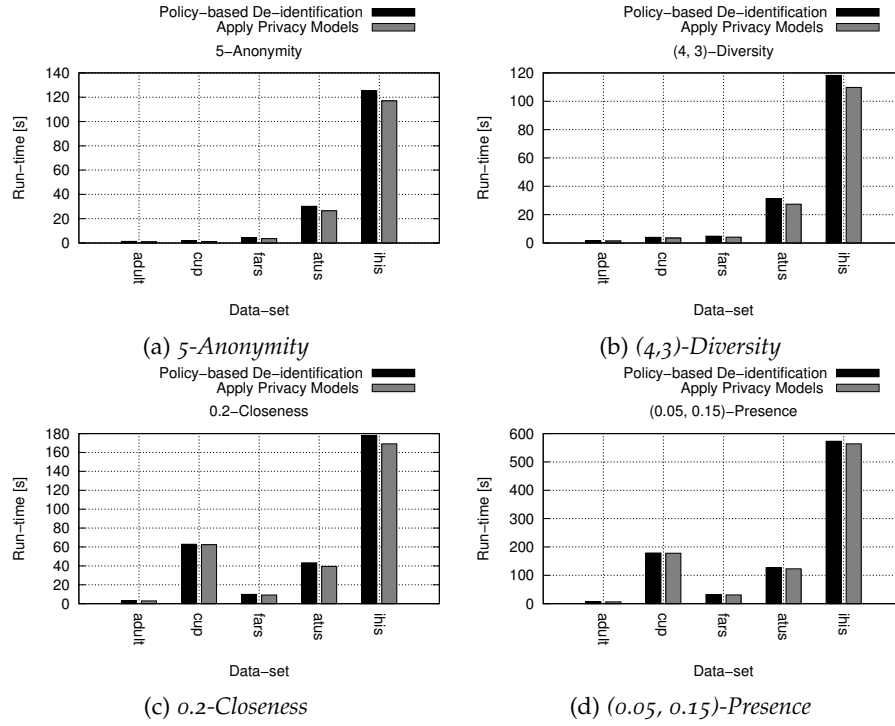 Policy-based De-identification
Apply Privacy Models
5-Anonymity
140
120
100
80
60
40
20
0
Run-time [s]
adult
cup
fars
atus
ihis
Data-set
(a) 5-Anonymity
Policy-based De-identification
Apply Privacy Models
(4, 3)-Diversity
120
100
80
60
40
20
0
Run-time [s]
adult
cup
fars
atus
ihis
Data-set
(b) (4,3)-Diversity
Policy-based De-identification
Apply Privacy Models
0.2-Closeness
180
160
140
120
100
80
60
40
20
0
Run-time [s]
adult
cup
fars
atus
ihis
Data-set
(c) 0.2-Closeness
Policy-based De-identification
Apply Privacy Models
(0.05, 0.15)-Presence
600
500
400
300
200
100
0
Run-time [s]
adult
cup
fars
atus
ihis
Data-set
(d) (0.05, 0.15)-Presence